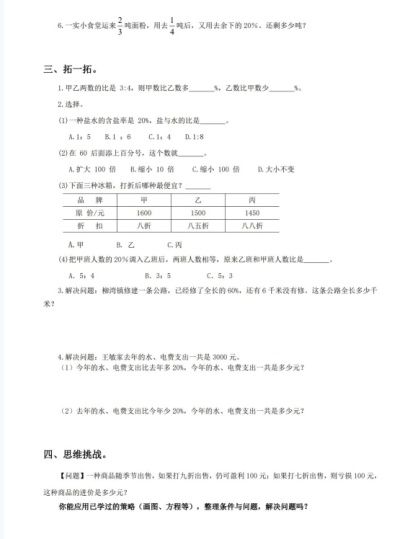 6.一实小食堂运来2/3吨面粉，用去1/4吨后，又用去余下的20%。还剩多少吨？
三、拓一拓。
1.甲乙两数的比是 3:4，则甲数比乙数多______%，乙数比甲数少______%。
2.选择。
(1)一种盐水的含盐率是 20%，盐与水的比是______。
A.1：5 B.1 ：6 C.1：4 D.1:8
(2)在 60 后面添上百分号，这个数就______。
A.扩大 100 倍 B.缩小 10 倍 C.缩小 100 倍 D.大小不变
(3)下面三种冰箱，打折后哪种最便宜？______
品 牌 甲 乙 丙
原 价/元 1600 1500 1450
折 扣 八折 八五折 八八折
A.甲 B. 乙 C.丙
(4)把甲班人数的 20%调入乙班后，两班人数相等，原来乙班和甲班人数比是______。
A．5：4 B．3：5 C．5：3
3.解决问题：柳湾镇修建一条公路，已经修了全长的 60%，还有 6 千米没有修。这条公路全长多少千
米？
4.解决问题：王敏家去年的水、电费支出一共是 3000 元。
（1）今年的水、电费支出比去年多 20%，今年的水、电费支出一共是多少元？
（2）去年的水、电费支出比今年少 20%，今年的水、电费支出一共是多少元？
四、思维挑战。
【问题】一种商品随季节出售，如果打九折出售，仍可盈利 100 元；如果打七折出售，则亏损 100 元，
这种商品的进价是多少元？
你能应用已学过的策略（画图、方程等），整理条件与问题，解决问题吗？